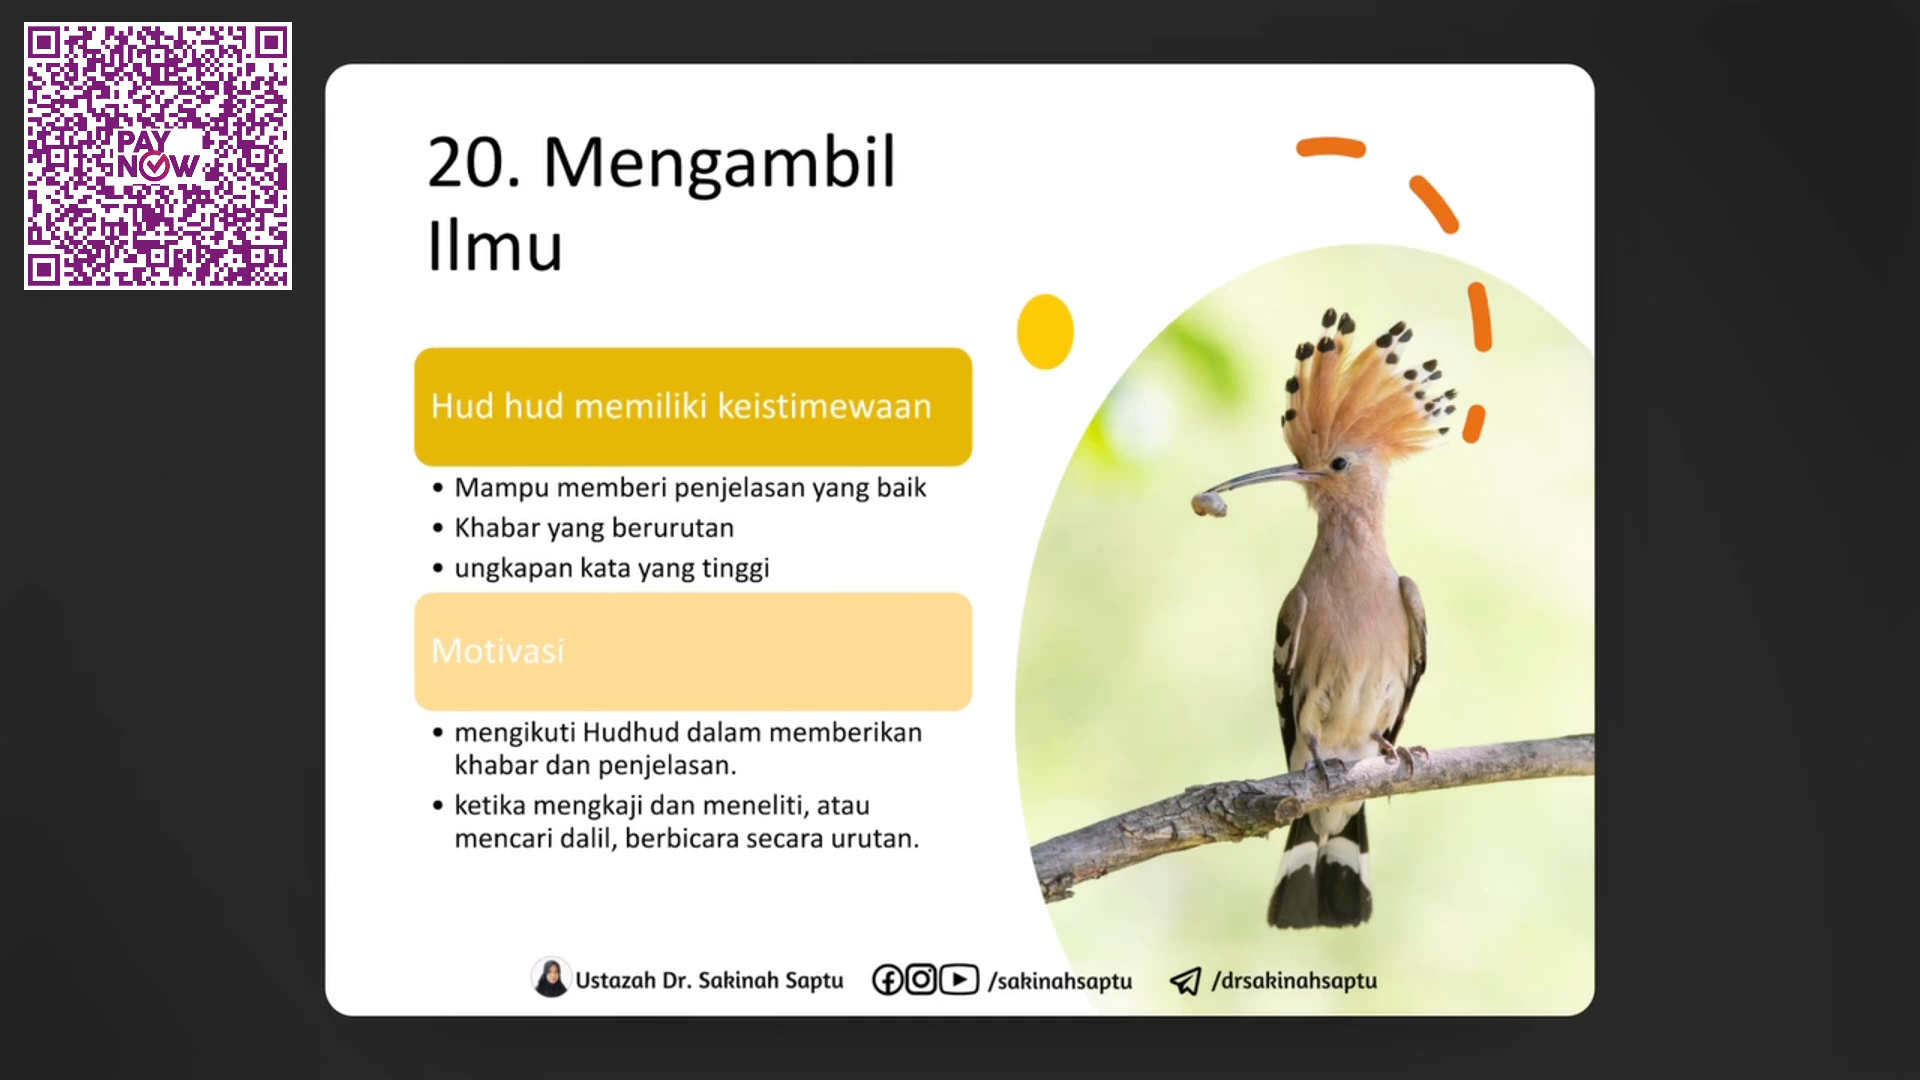 PAY
NOW
20. Mengambil
Ilmu
Hud hud memiliki keistimewaan
• Mampu memberi penjelasan yang baik
• Khabar yang berurutan
• ungkapan kata yang tinggi
Motivasi
• mengikuti Hudhud dalam memberikan
khabar dan penjelasan.
• ketika mengkaji dan meneliti, atau
mencari dalil, berbicara secara urutan.
Ustazah Dr. Sakinah Saptu /sakinahsaptu /drsakinahsaptu